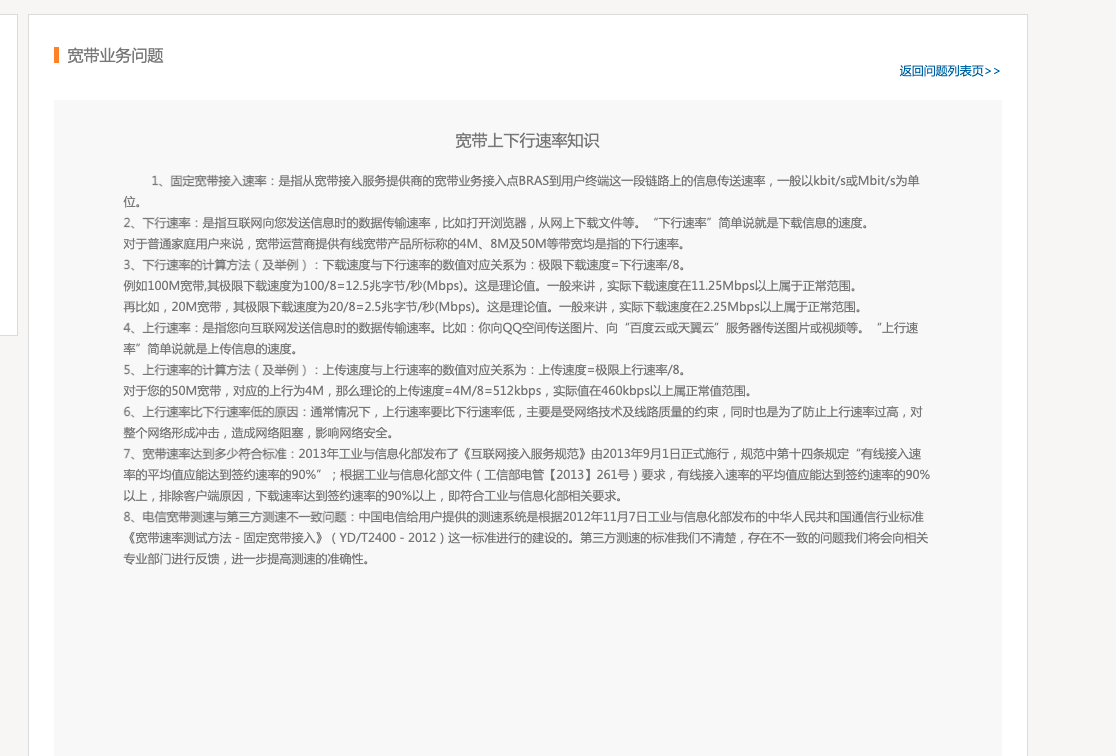 宽带业务问题
返回问题列表页>>
宽带上下行速率知识
1、固定宽带接入速率：是指从宽带接入服务提供商的宽带业务接入点BRAS到用户终端这一段链路上的信息传送速率，一般以kbit/s或Mbit/s为单
位。
2、下行速率：是指互联网向您发送信息时的数据传输速率，比如打开浏览器，从网上下载文件等。“下行速率”简单说就是下载信息的速度。
对于普通家庭用户来说，宽带运营商提供有线宽带产品所标称的4M、8M及50M等带宽均是指的下行速率。
3、下行速率的计算方法（及举例）：下载速度与下行速率的数值对应关系为：极限下载速度=下行速率/8。
例如100M宽带,其极限下载速度为100/8=12.5兆字节/秒(Mbps)。这是理论值。一般来讲，实际下载速度在11.25Mbps以上属于正常范围。
再比如，20M宽带，其极限下载速度为20/8=2.5兆字节/秒(Mbps)。这是理论值。一般来讲，实际下载速度在2.25Mbps以上属于正常范围。
4、上行速率：是指您向互联网发送信息时的数据传输速率。比如：你向QQ空间传送图片、向“百度云或天翼云”服务器传送图片或视频等。“上行速
率”简单说就是上传信息的速度。
5、上行速率的计算方法（及举例）：上传速度与上行速率的数值对应关系为：上传速度=极限上行速率/8。
对于您的50M宽带，对应的上行为4M，那么理论的上传速度=4M/8=512kbps，实际值在460kbps以上属正常值范围。
6、上行速率比下行速率低的原因：通常情况下，上行速率要比下行速率低，主要是受网络技术及线路质量的约束，同时也是为了防止上行速率过高，对
整个网络形成冲击，造成网络阻塞，影响网络安全。
7、宽带速率达到多少符合标准：2013年工业与信息化部发布了《互联网接入服务规范》由2013年9月1日正式施行，规范中第十四条规定“有线接入速
率的平均值应能达到签约速率的90%”；根据工业与信息化部文件（工信部电管【2013】261号）要求，有线接入速率的平均值应能达到签约速率的90%
以上，排除客户端原因，下载速率达到签约速率的90%以上，即符合工业与信息化部相关要求。
8、电信宽带测速与第三方测速不一致问题：中国电信给用户提供的测速系统是根据2012年11月7日工业与信息化部发布的中华人民共和国通信行业标准
《宽带速率测试方法－固定宽带接入》（YD/T2400－2012）这一标准进行的建设的。第三方测速的标准我们不清楚，存在不一致的问题我们将会向相关
专业部门进行反馈，进一步提高测速的准确性。